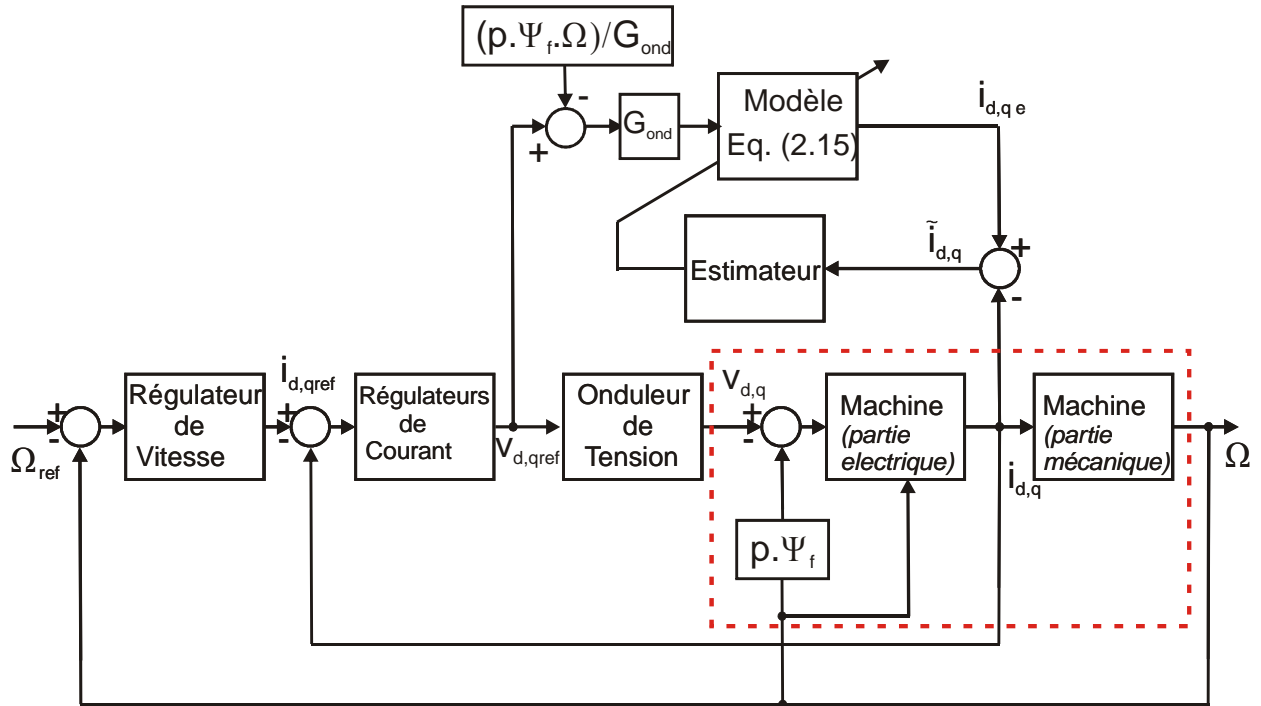 (p.Ψf.Ω)/Gond
-
+
Gond
Modèle
Eq. (2.15)
id,q e
ĩd,q
+
-
Estimateur
Ωref
+
-
Régulateur
de
Vitesse
id,qref
+
-
Régulateurs
de
Courant
vd,qref
Onduleur
de
Tension
vd,q
+
-
Machine
(partie
electrique)
id,q
Machine
(partie
mécanique)
Ω
p.Ψf